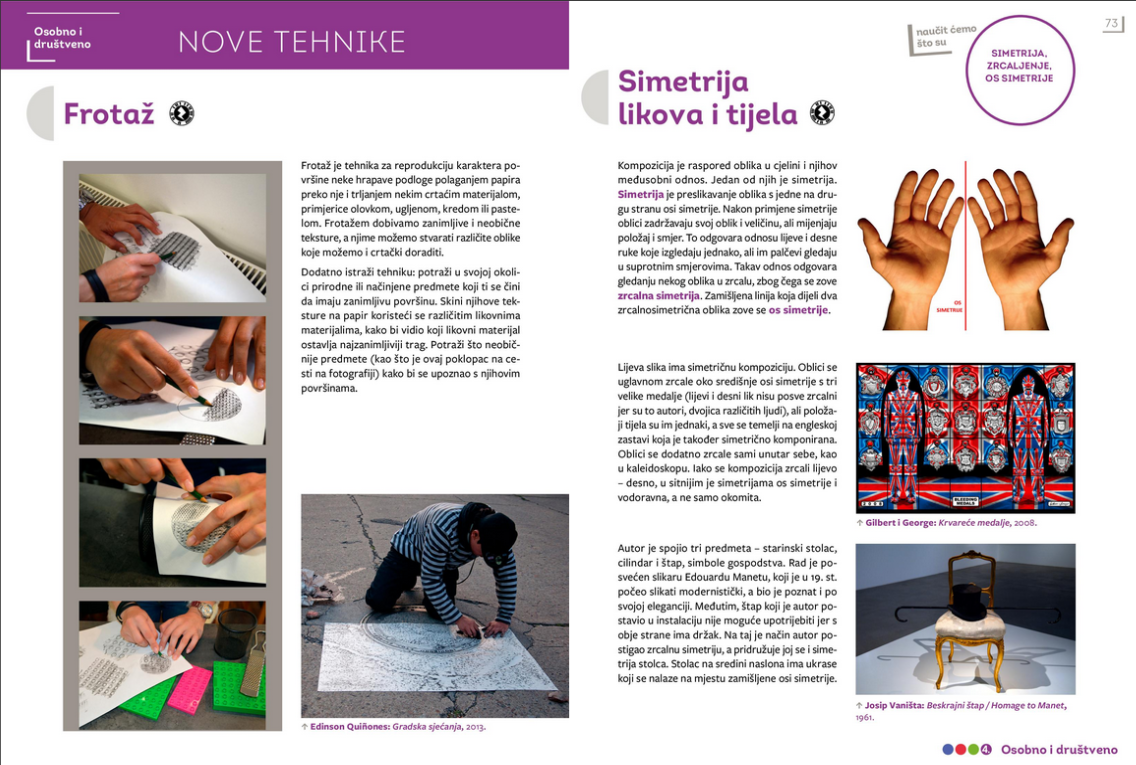 Osobno i
društveno
NOVE TEHNIKE
Frotaž
Frotaž je tehnika za reprodukciju karaktera po-
vršine neke hrapave podloge polaganjem papira
preko nje i trljanjem nekim crtaćim materijalom,
primjerice olovkom, ugljenom, kredom ili paste-
lom. Frotažem dobivamo zanimljive i neobične
teksture, a njime možemo stvarati različite oblike
koje možemo i crtački doraditi.
Dodatno istraži tehniku: potraži u svojoj okoli-
ci prirodne ili načinjene predmete koji ti se čini
da imaju zanimljivu površinu. Skini njihove tek-
sture na papir koristeći se različitim likovnima
materijalima, kako bi vidio koji likovni materijal
ostavlja najzanimljiviji trag. Potraži što neobič-
nije predmete (kao što je ovaj poklopac na ce-
sti na fotografiji) kako bi se upoznao s njihovim
površinama.
↑ Edinson Quiñones: Gradska sjećanja, 2013.
73
naučit ćemo
što su
SIMETRIJA,
ZRCALJENJE,
OS SIMETRIJE
Simetrija
likova i tijela
Kompozicija je raspored oblika u cjelini i njihov
međusobni odnos. Jedan od njih je simetrija.
Simetrija je preslikavanje oblika s jedne na dru-
gu stranu osi simetrije. Nakon primjene simetrije
oblici zadržavaju svoj oblik i veličinu, ali mijenjaju
položaj i smjer. To odgovara odnosu lijeve i desne
ruke koje izgledaju jednako, ali im palčevi gledaju
u suprotnim smjerovima. Takav odnos odgovara
gledanju nekog oblika u zrcalu, zbog čega se zove
zrcalna simetrija. Zamišljena linija koja dijeli dva
zrcalnosimetrična oblika zove se os simetrije.
OS
SIMETRIJE
Lijeva slika ima simetričnu kompoziciju. Oblici se
uglavnom zrcale oko središnje osi simetrije s tri
velike medalje (lijevi i desni lik nisu posve zrcalni
jer su to autori, dvojica različitih ljudi), ali položa-
ji tijela su im jednaki, a sve se temelji na engleskoj
zastavi koja je također simetrično komponirana.
Oblici se dodatno zrcale sami unutar sebe, kao
u kaleidoskopu. Iako se kompozicija zrcali lijevo
– desno, u sitnijim je simetrijama os simetrije i
vodoravna, a ne samo okomita.
BLEEDING
MEDALS
↑ Gilbert i George: Krvareće medalje, 2008.
Autor je spojio tri predmeta – starinski stolac,
cilindar i štap, simbole gospodstva. Rad je po-
svećen slikaru Edouardu Manetu, koji je u 19. st.
počeo slikati modernistički, a bio je poznat i po
svojoj eleganciji. Međutim, štap koji je autor po-
stavio u instalaciju nije moguće upotrijebiti jer s
obje strane ima držak. Na taj je način autor po-
stigao zrcalnu simetriju, a pridružuje joj se i sime-
trija stolca. Stolac na sredini naslona ima ukrase
koji se nalaze na mjestu zamišljene osi simetrije.
↑ Josip Vaništa: Beskrajni štap / Homage to Manet,
1961.
4. Osobno i društveno